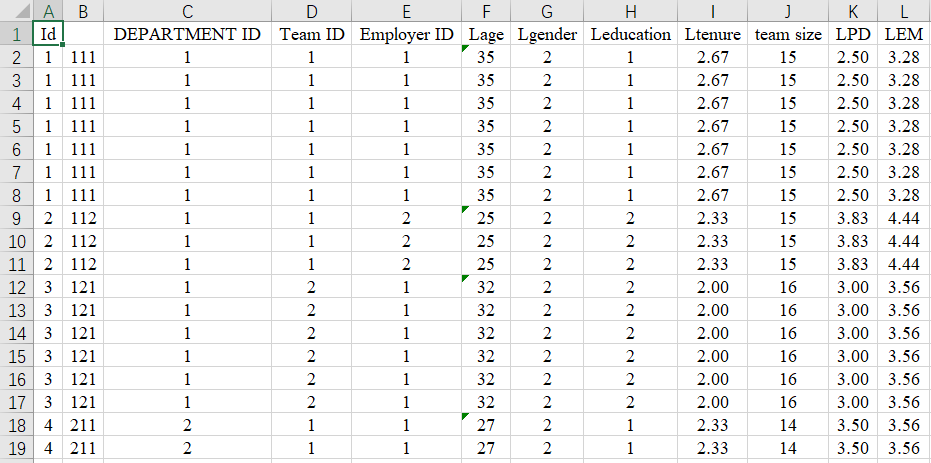 A B C D E F G H I J K L
1 Id DEPARTMENT ID Team ID Employer ID Lage Lgender Leducation Ltenure team size LPD LEM
2 1 111 1 1 1 35 2 1 2.67 15 2.50 3.28
3 1 111 1 1 1 35 2 1 2.67 15 2.50 3.28
4 1 111 1 1 1 35 2 1 2.67 15 2.50 3.28
5 1 111 1 1 1 35 2 1 2.67 15 2.50 3.28
6 1 111 1 1 1 35 2 1 2.67 15 2.50 3.28
7 1 111 1 1 1 35 2 1 2.67 15 2.50 3.28
8 1 111 1 1 1 35 2 1 2.67 15 2.50 3.28
9 2 112 1 1 2 25 2 2 2.33 15 3.83 4.44
10 2 112 1 1 2 25 2 2 2.33 15 3.83 4.44
11 2 112 1 1 2 25 2 2 2.33 15 3.83 4.44
12 3 121 1 2 1 32 2 2 2.00 16 3.00 3.56
13 3 121 1 2 1 32 2 2 2.00 16 3.00 3.56
14 3 121 1 2 1 32 2 2 2.00 16 3.00 3.56
15 3 121 1 2 1 32 2 2 2.00 16 3.00 3.56
16 3 121 1 2 1 32 2 2 2.00 16 3.00 3.56
17 3 121 1 2 1 32 2 2 2.00 16 3.00 3.56
18 4 211 2 1 1 27 2 1 2.33 14 3.50 3.56
19 4 211 2 1 1 27 2 1 2.33 14 3.50 3.56